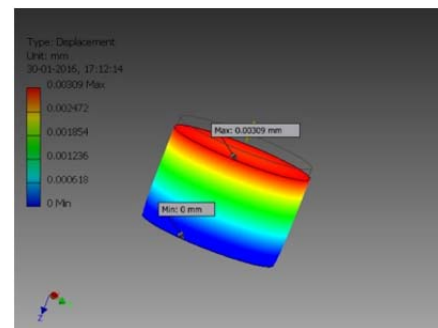 Type: Displacement
Unit: mm
30-01-2016, 17:12:14
0.00309 Max
0.002472
0.001854
0.001236
0.000618
0 Min
Max: 0.00309 mm
Min: 0 mm
Z